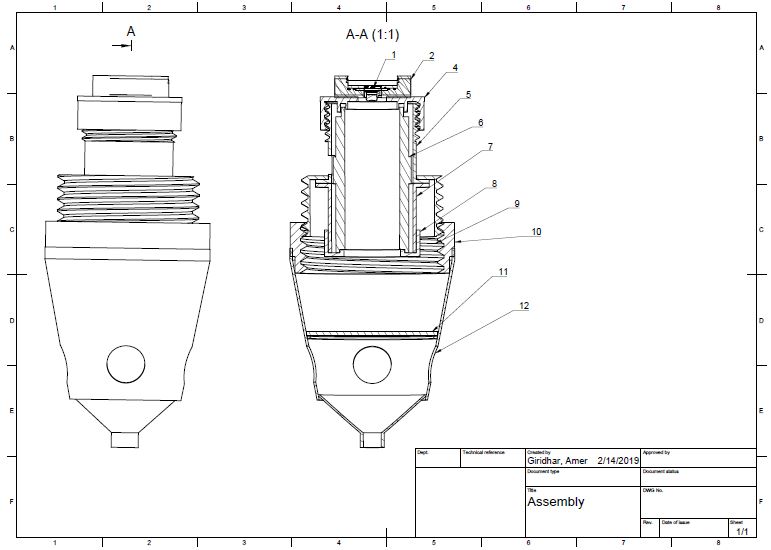 1 2 3 4 5 6 7 8
A
A-A (1:1)
A A
1
2
4
5
B B
6
7
8
C C
9
10
11
D D
12
E E
Dept. Technical reference Created by Approved by
Giridhar, Amer 2/14/2019
Document type Document status
Title DWG No.
F Assembly F
Rev. Date of issue Sheet
1/1
1 2 3 4 5 6 7 8